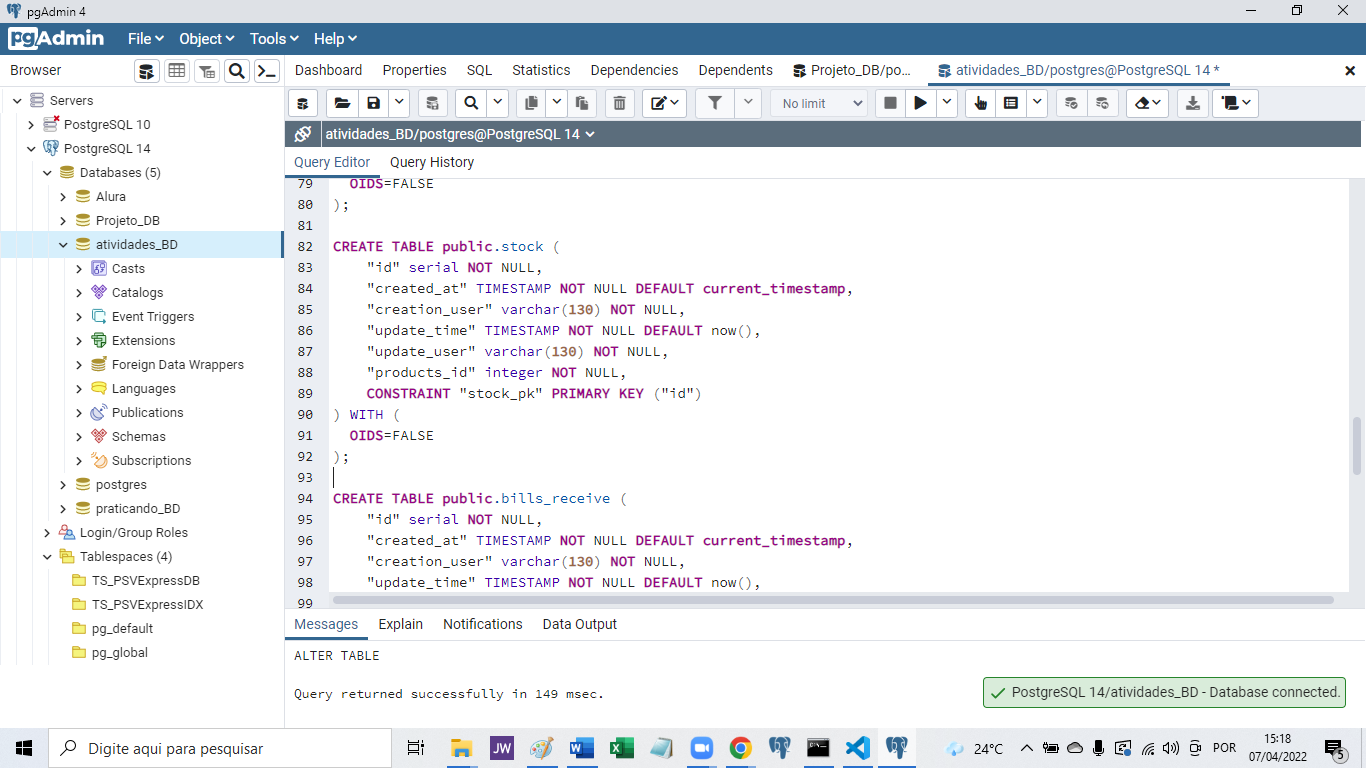 pgAdmin 4
pgAdmin File Object Tools Help
Browser
Dashboard Properties SQL Statistics Dependencies Dependents Projeto_DB/po... atividades_BD/postgres@PostgreSQL 14 *
No limit
atividades_BD/postgres@PostgreSQL 14
Query Editor Query History
Servers
PostgreSQL 10
PostgreSQL 14
Databases (5)
Alura
Projeto_DB
atividades_BD
Casts
Catalogs
Event Triggers
Extensions
Foreign Data Wrappers
Languages
Publications
Schemas
Subscriptions
postgres
praticando_BD
Login/Group Roles
Tablespaces (4)
TS_PSVExpressDB
TS_PSVExpressIDX
pg_default
pg_global
79 OIDS=FALSE
80 );
81
82 CREATE TABLE public.stock (
83 "id" serial NOT NULL,
84 "created_at" TIMESTAMP NOT NULL DEFAULT current_timestamp,
85 "creation_user" varchar(130) NOT NULL,
86 "update_time" TIMESTAMP NOT NULL DEFAULT now(),
87 "update_user" varchar(130) NOT NULL,
88 "products_id" integer NOT NULL,
89 CONSTRAINT "stock_pk" PRIMARY KEY ("id")
90 ) WITH (
91 OIDS=FALSE
92 );
93
94 CREATE TABLE public.bills_receive (
95 "id" serial NOT NULL,
96 "created_at" TIMESTAMP NOT NULL DEFAULT current_timestamp,
97 "creation_user" varchar(130) NOT NULL,
98 "update_time" TIMESTAMP NOT NULL DEFAULT now(),
99
Messages Explain Notifications Data Output
ALTER TABLE
Query returned successfully in 149 msec.
PostgreSQL 14/atividades_BD - Database connected.
Digite aqui para pesquisar
JW
24°C
POR
15:18
07/04/2022
5